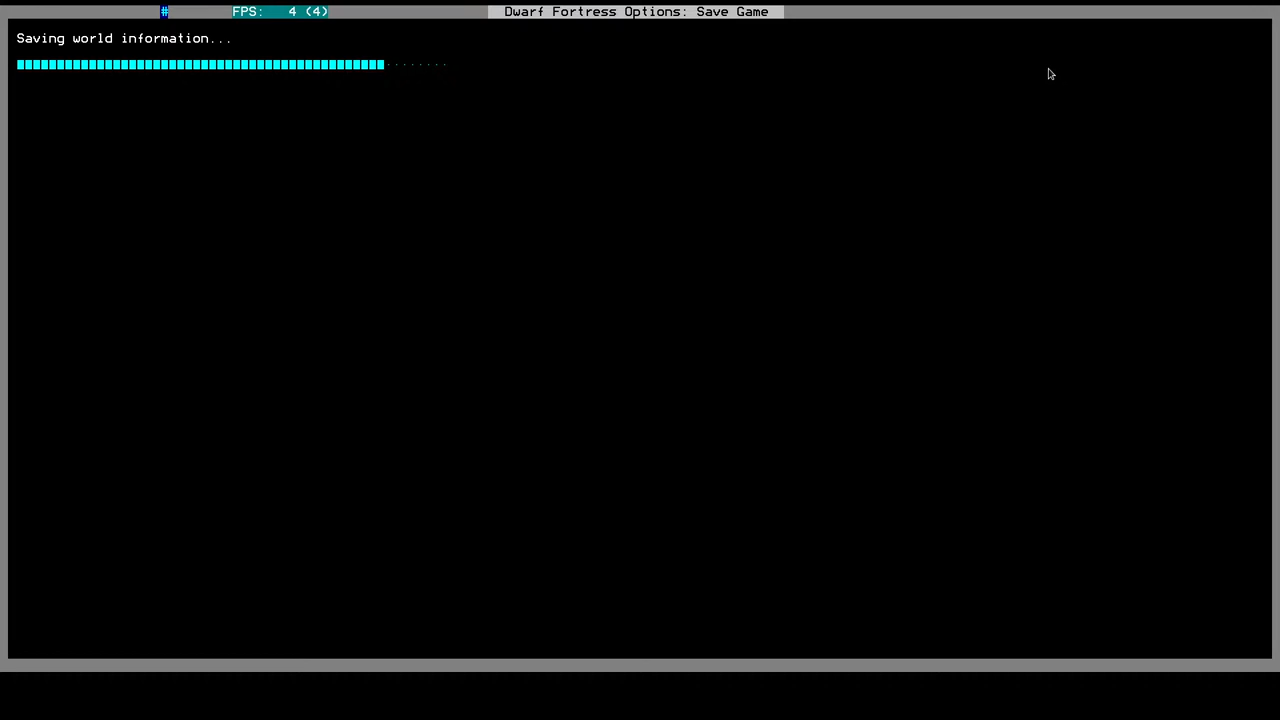 # FPS: 4 (4) Dwarf Fortress Options: Save Game
Saving world information...